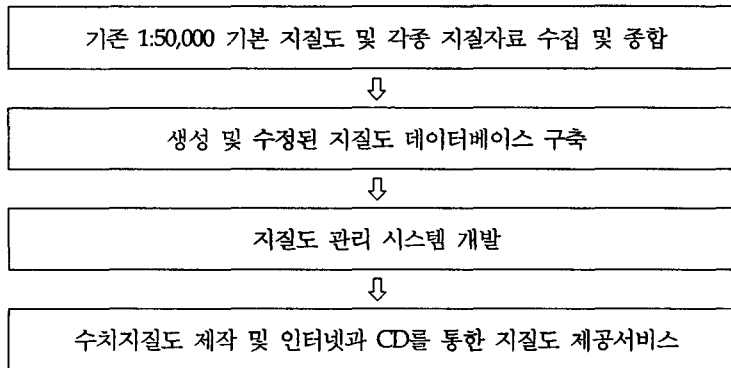 기존 1:50,000 기본 지질도 및 각종 지질자료 수집 및 종합
⇩
생성 및 수정된 지질도 데이터베이스 구축
⇩
지질도 관리 시스템 개발
⇩
수치지질도 제작 및 인터넷과 CD를 통한 지질도 제공서비스